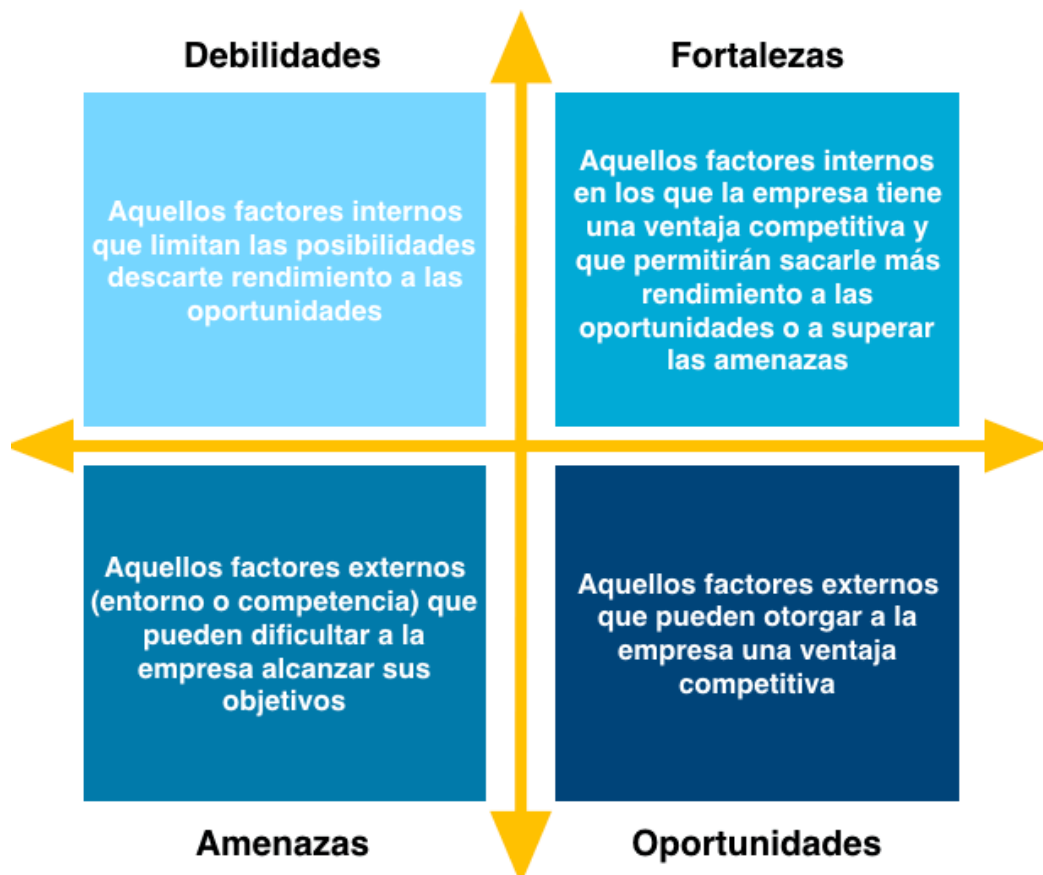 Debilidades
Fortalezas
Aquellos factores internos
que limitan las posibilidades
descarte rendimiento a las
oportunidades
Aquellos factores internos
en los que la empresa tiene
una ventaja competitiva y
que permitirán sacarle más
rendimiento a las
oportunidades o a superar
las amenazas
Aquellos factores externos
(entorno o competencia) que
pueden dificultar a la
empresa alcanzar sus
objetivos
Aquellos factores externos
que pueden otorgar a la
empresa una ventaja
competitiva
Amenazas
Oportunidades